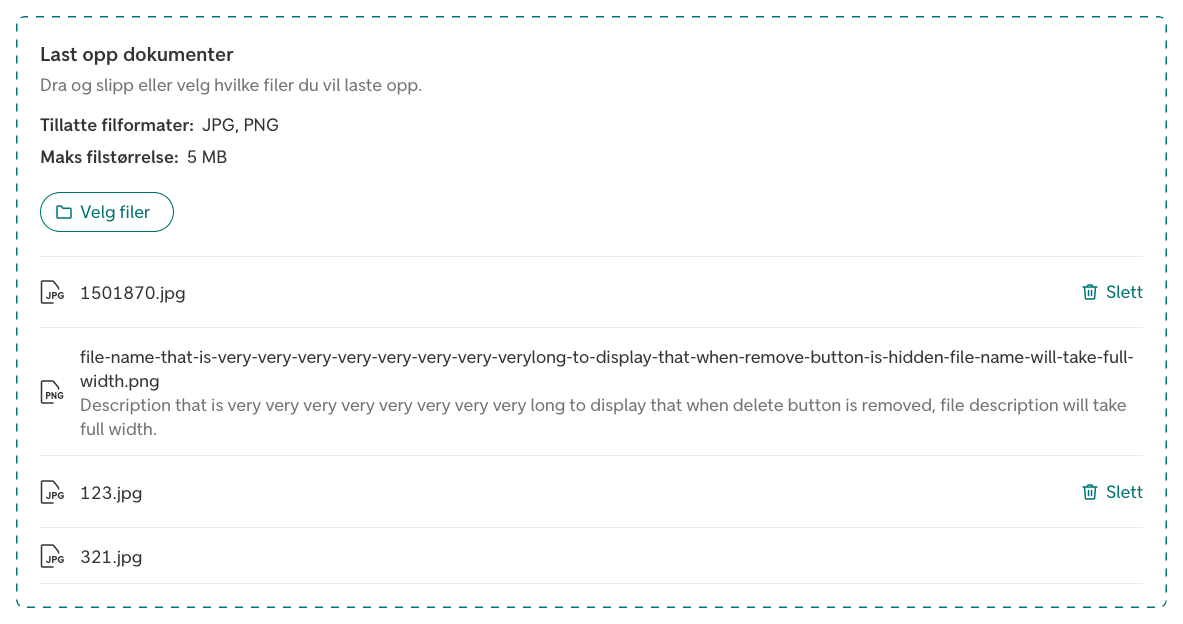 Last opp dokumenter
Dra og slipp eller velg hvilke filer du vil laste opp.
Tillatte filformater: JPG, PNG
Maks filstørrelse: 5 MB
Velg filer
JPG 1501870.jpg Slett
file-name-that-is-very-very-very-very-very-very-very-verylong-to-display-that-when-remove-button-is-hidden-file-name-will-take-full-
width.png
PNG
Description that is very very very very very very very very long to display that when delete button is removed, file description will take
full width.
JPG 123.jpg Slett
JPG 321.jpg